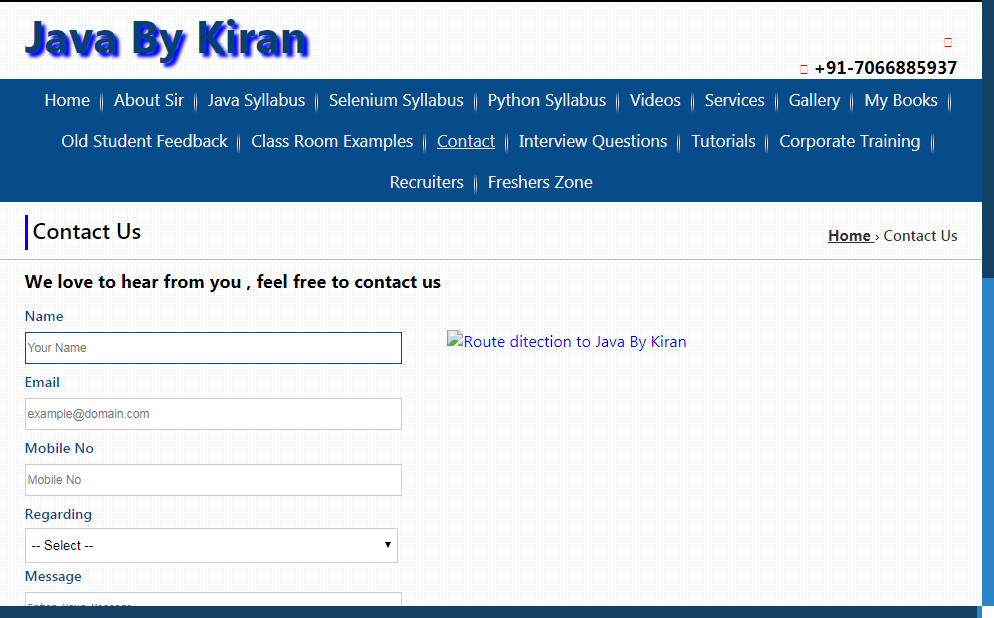 Java By Kiran
+91-7066885937
Home About Sir Java Syllabus Selenium Syllabus Python Syllabus Videos Services Gallery My Books
Old Student Feedback Class Room Examples Contact Interview Questions Tutorials Corporate Training
Recruiters Freshers Zone
Contact Us
Home › Contact Us
We love to hear from you , feel free to contact us
Name
Your Name
Route ditection to Java By Kiran
Email
example@domain.com
Mobile No
Mobile No
Regarding
-- Select --
Message
Enter Your Message